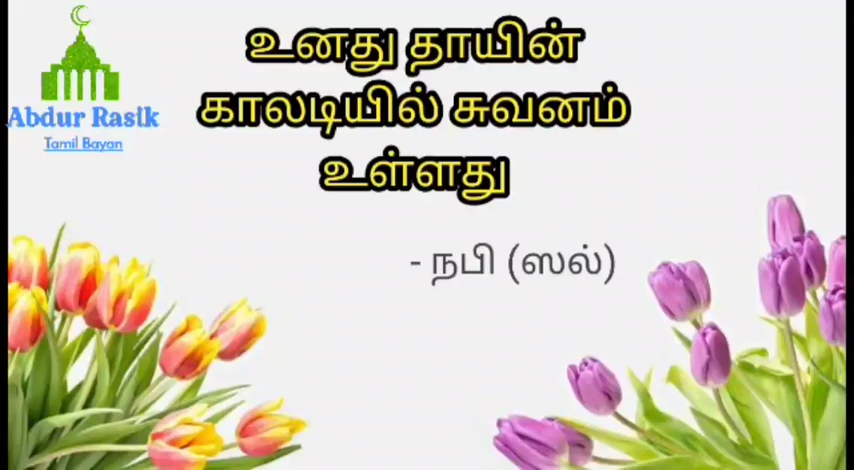 Abdur Rasik
Tamil Bayan
உனது தாயின்
காலடியில் சுவனம்
உள்ளது
- நபி (ஸல்)